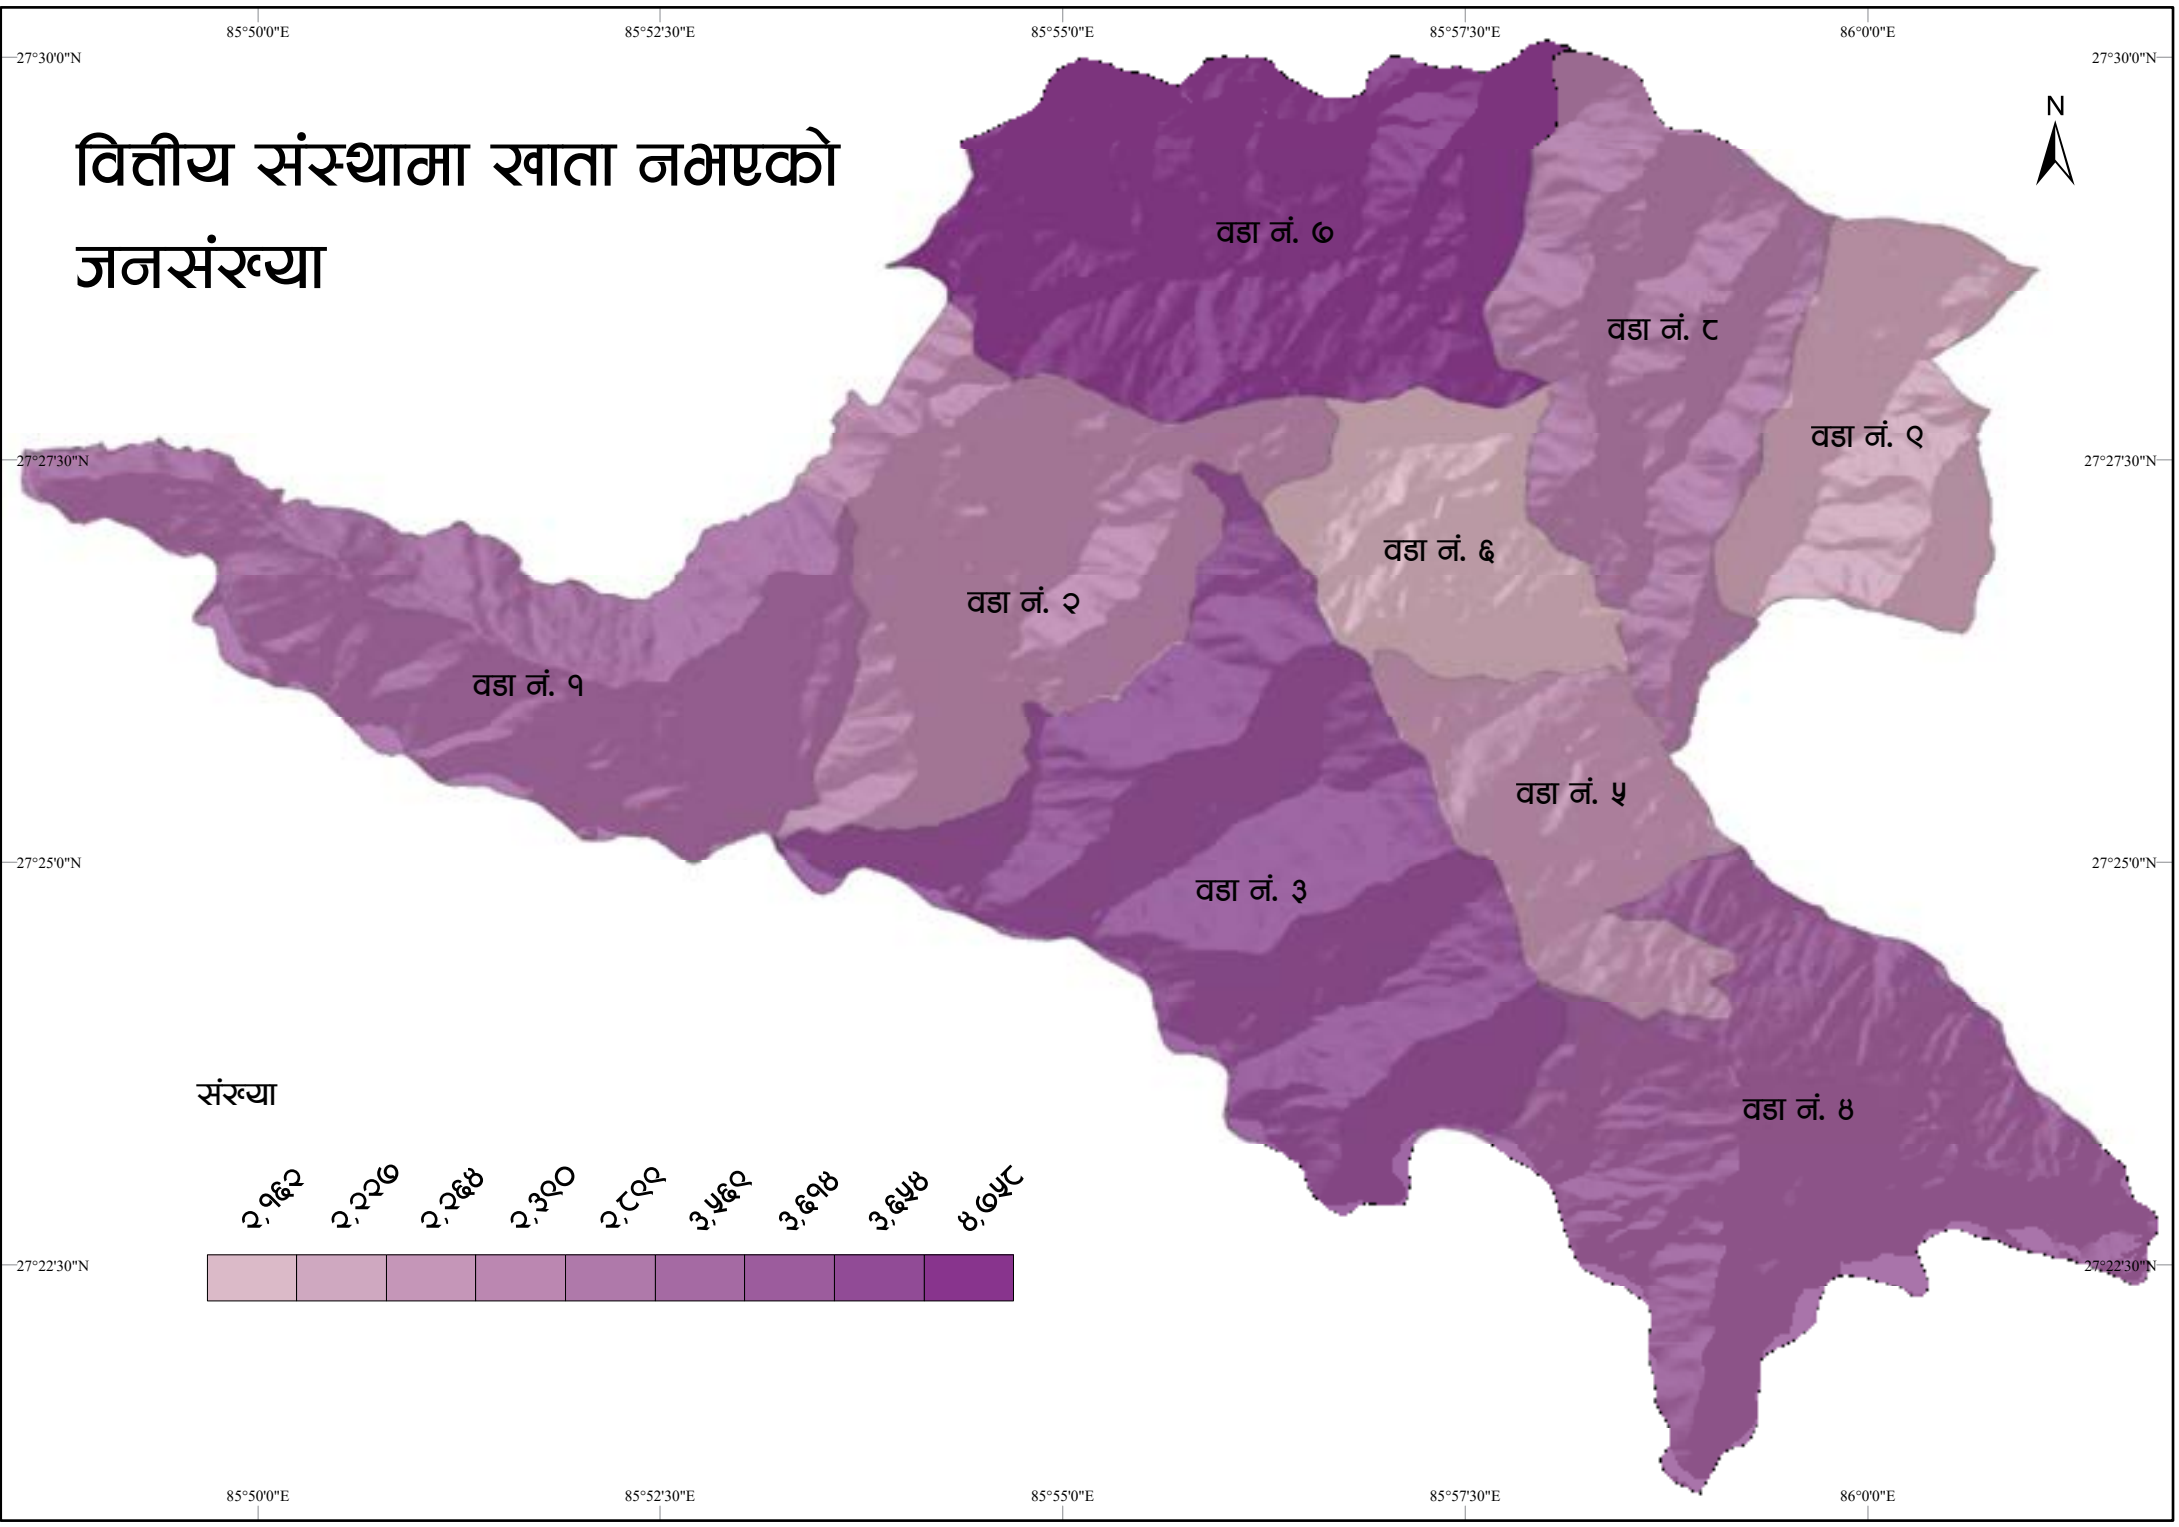 85°50'0"E 85°52'30"E 85°55'0"E 85°57'30"E 86°0'0"E
27°30'0"N 27°30'0"N
N
वित्तीय संस्थामा खाता नभएको
जनसंख्या
वडा नं. ७
वडा नं. ८
वडा नं. ९
27°27'30"N 27°27'30"N
वडा नं. ६
वडा नं. २
वडा नं. १
वडा नं. ५
27°25'0"N 27°25'0"N
वडा नं. ३
संख्या
वडा नं. ४
२,१६२ २,२२७ २,२६४ २,३९० २,८९९ ३,५६९ ३,६१४ ३,६५४ ४,७५८
27°22'30"N 27°22'30"N
85°50'0"E 85°52'30"E 85°55'0"E 85°57'30"E 86°0'0"E